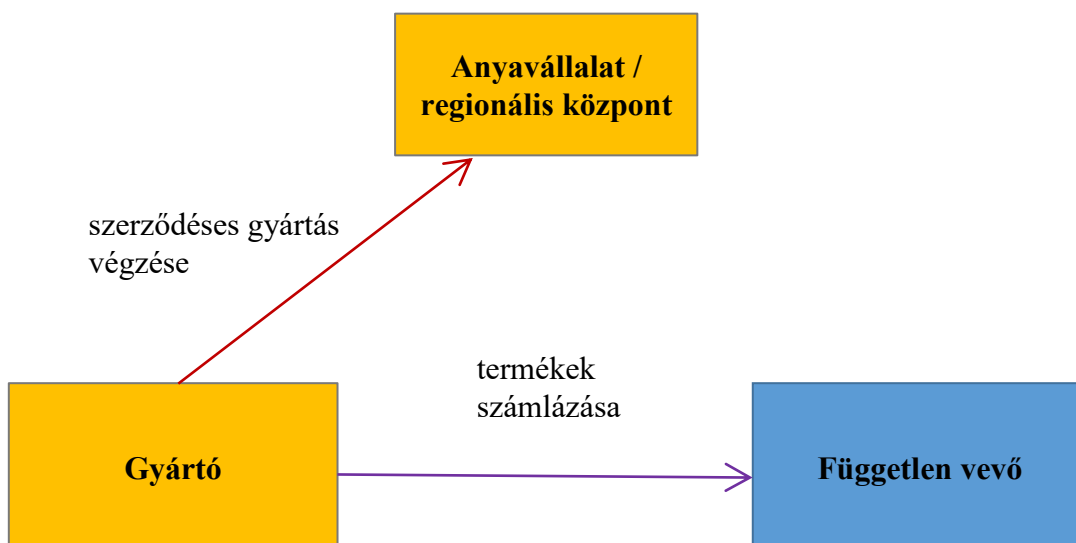 Anyavállalat /
regionális központ
szerződéses gyártás
végzése
termékek
számlázása
Gyártó
Független vevő